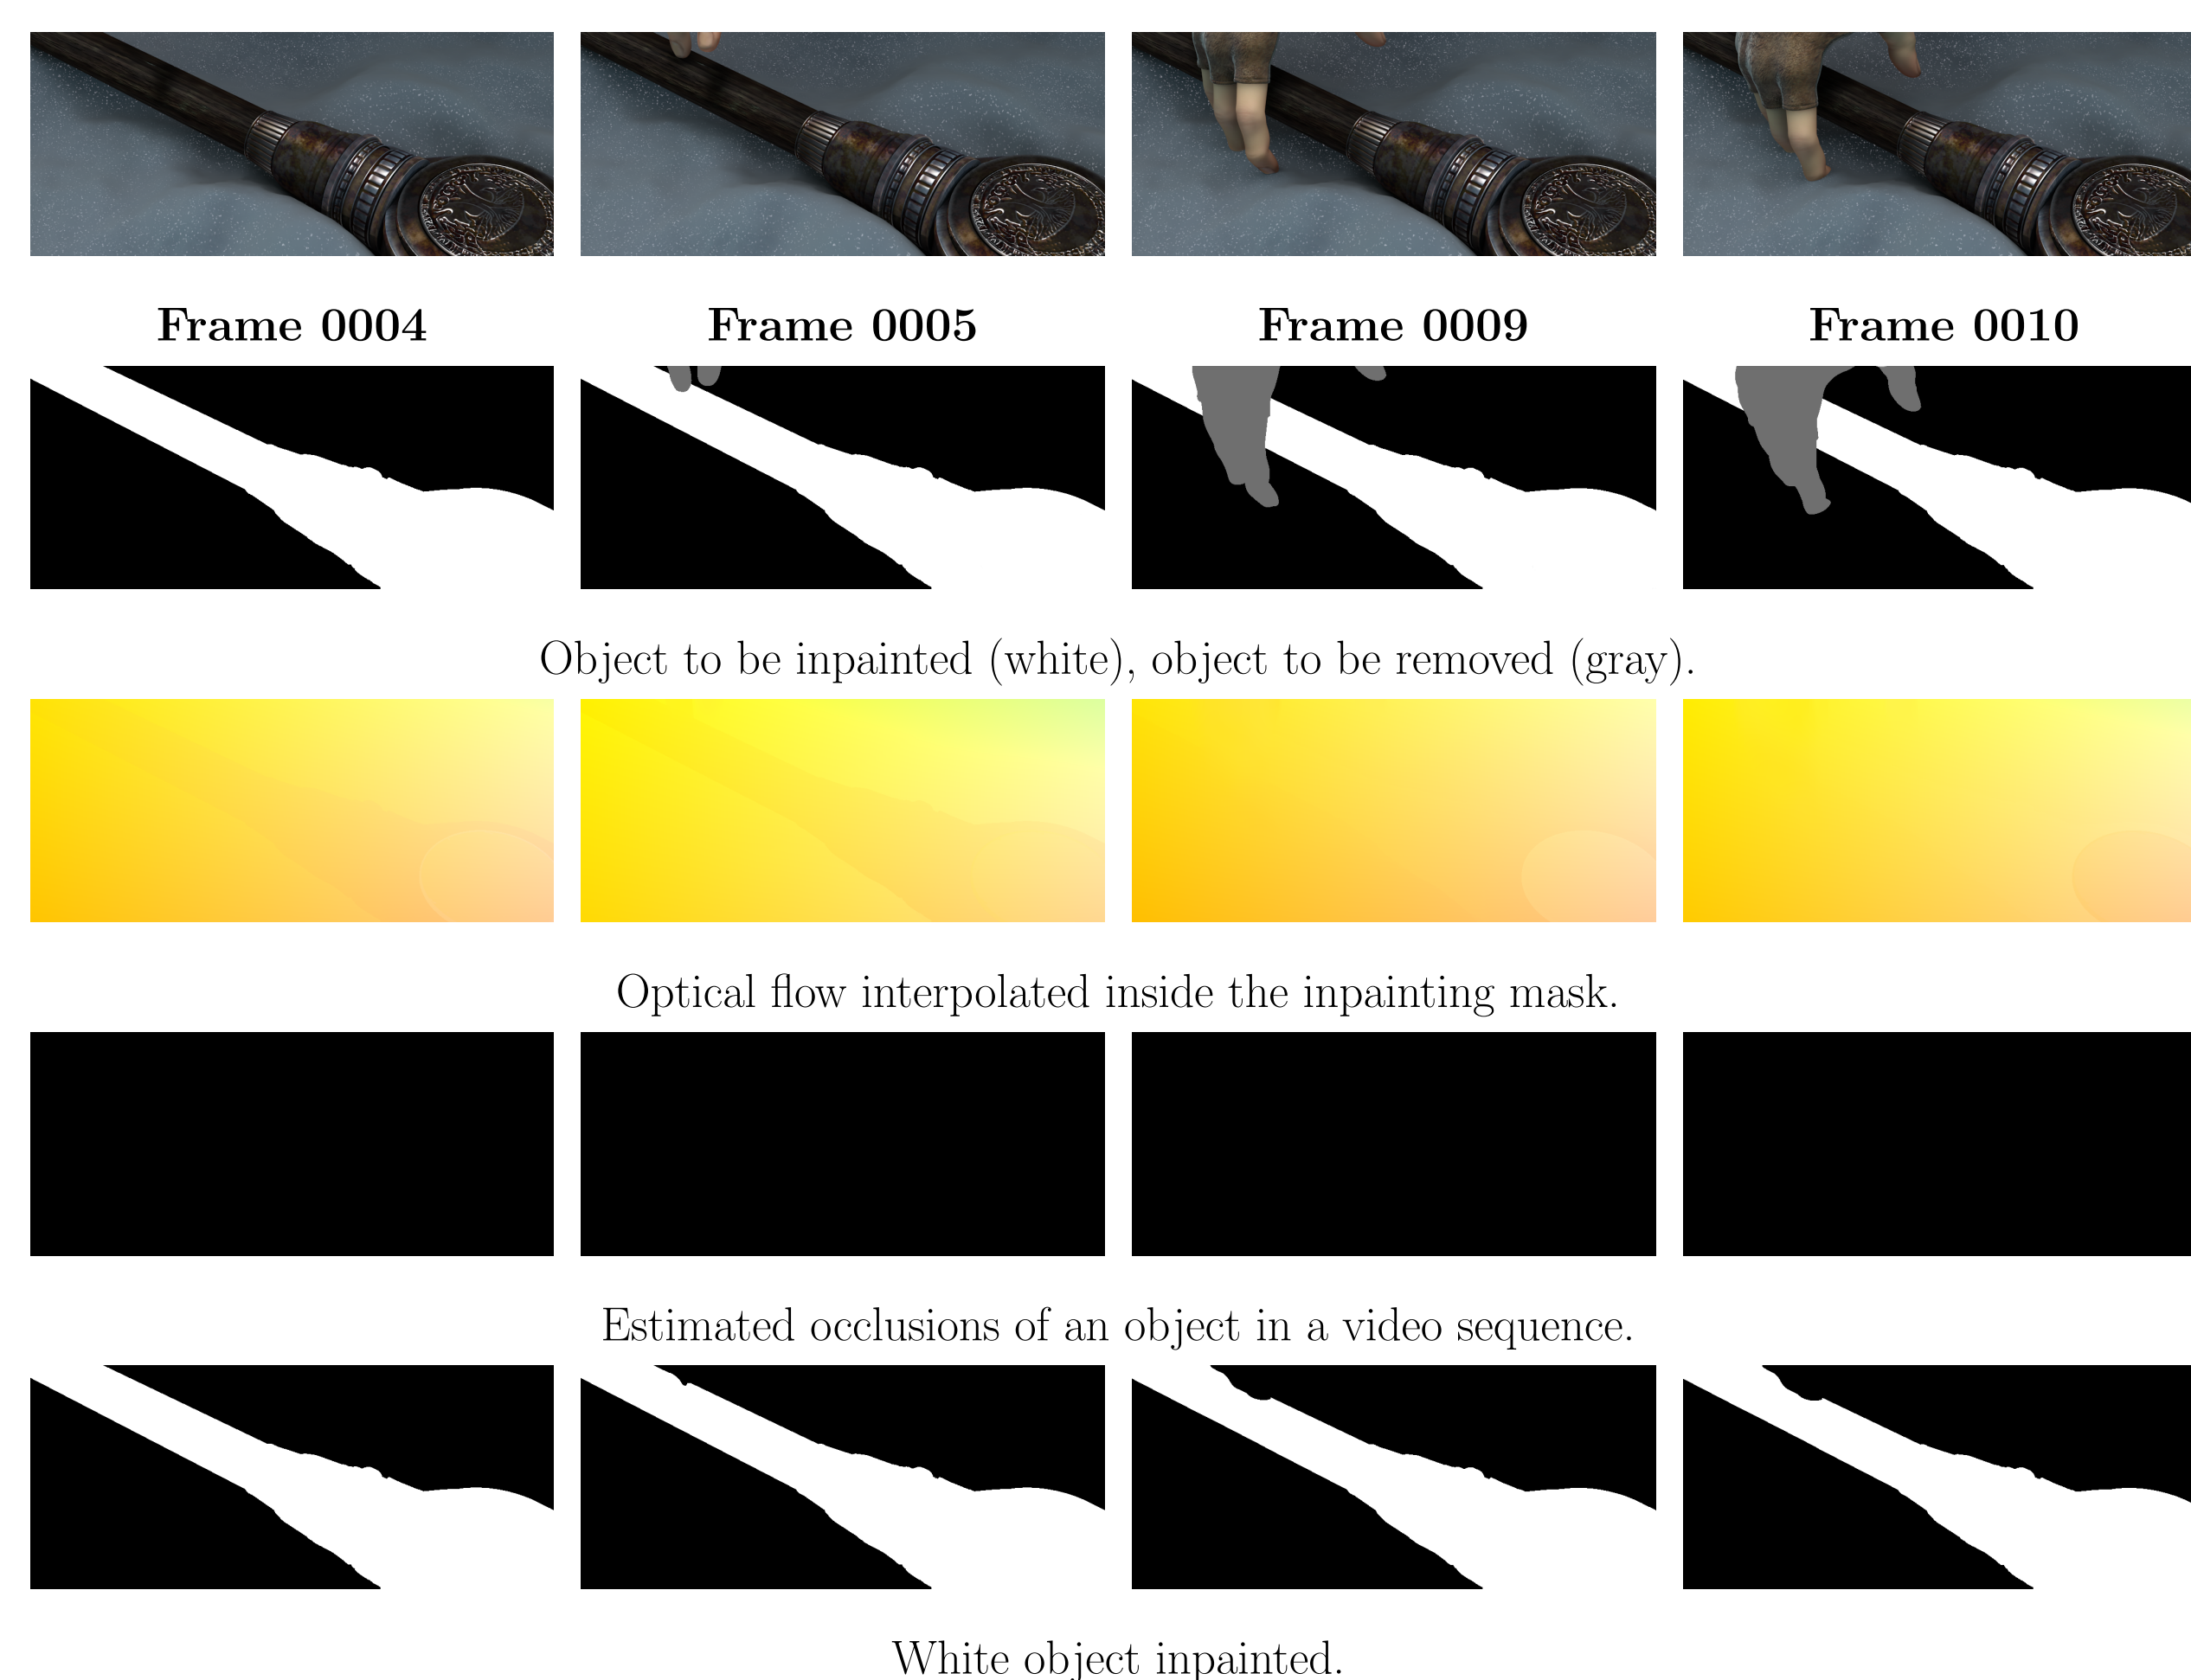 Frame 0004 Frame 0005 Frame 0009 Frame 0010
Object to be inpainted (white), object to be removed (gray).
Optical flow interpolated inside the inpainting mask.
Estimated occlusions of an object in a video sequence.
White object inpainted.